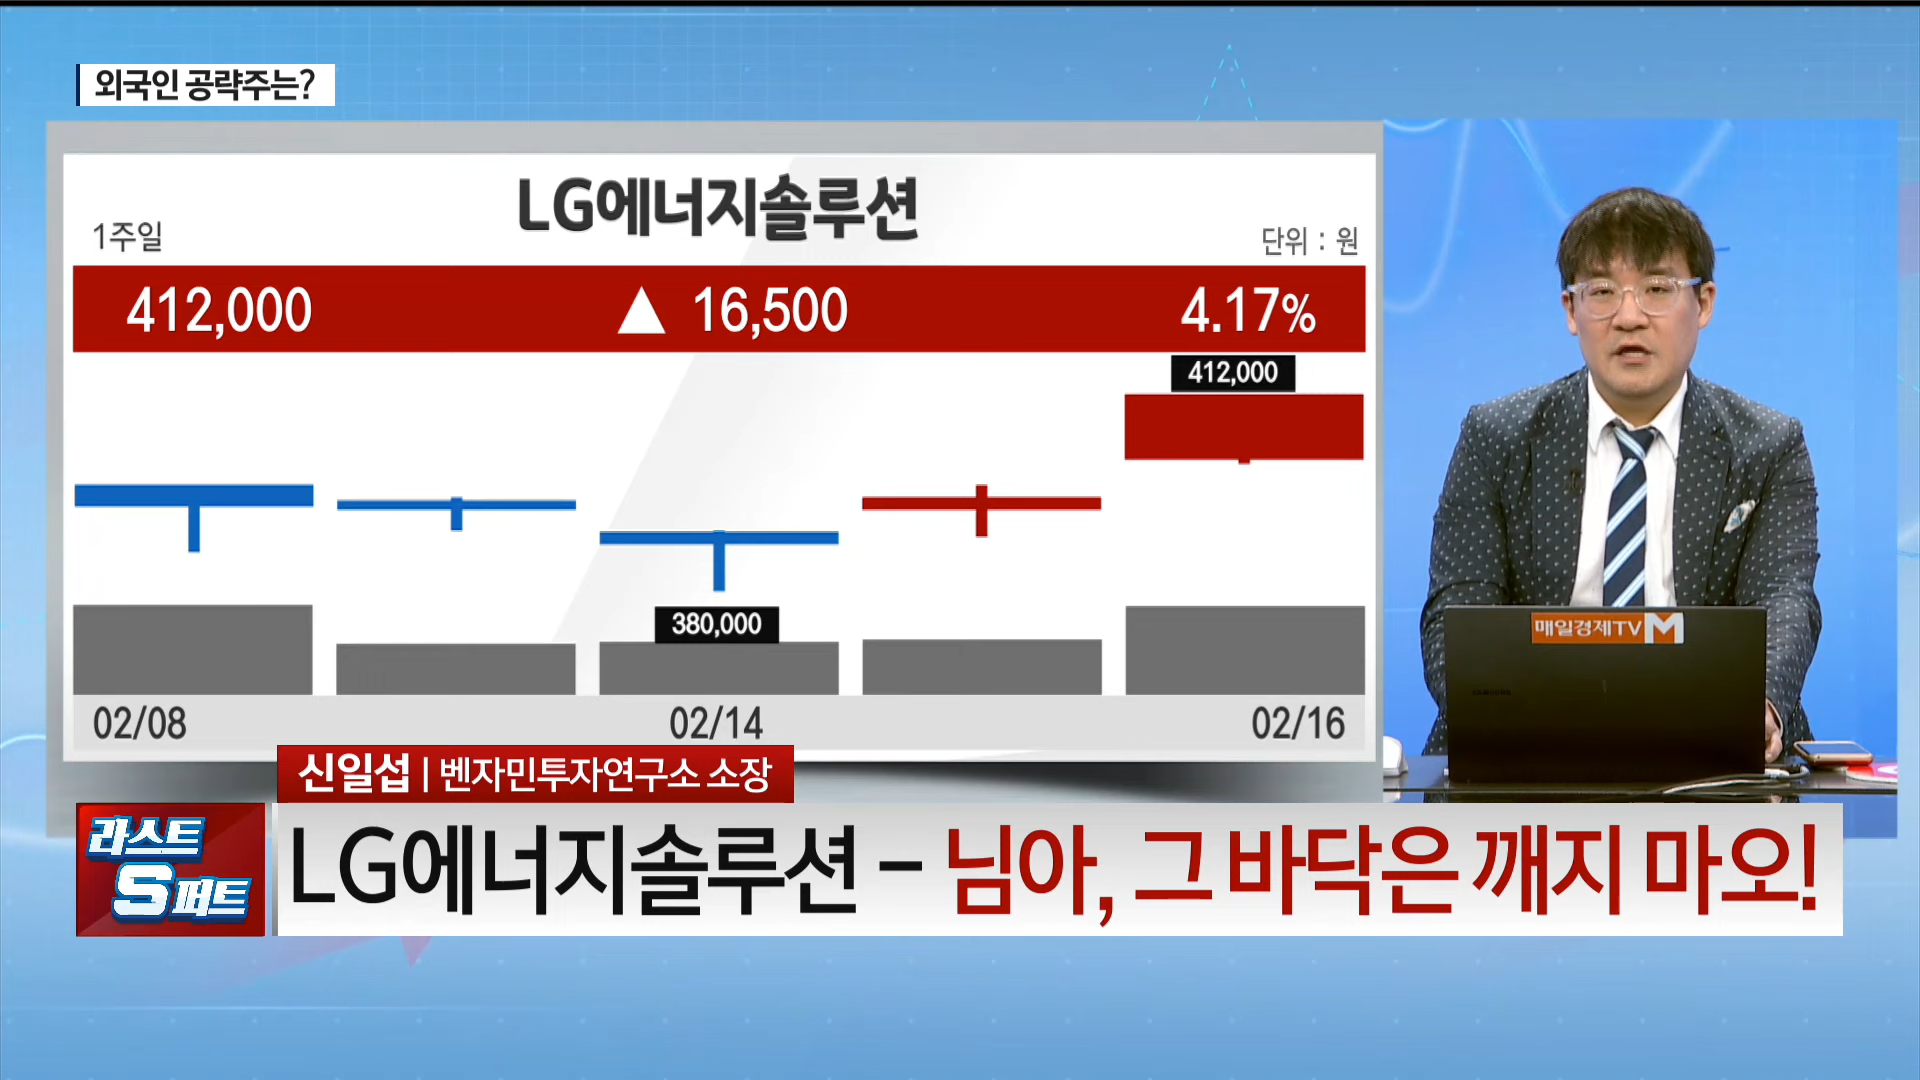 외국인 공략주는?
LG에너지솔루션
1주일
단위 : 원
412,000 ▲ 16,500 4.17%
412,000
380,000
02/08 02/14 02/16
매일경제TV M
SAMSUNG
신일섭 | 벤자민투자연구소 소장
라스트
S퍼트
LG에너지솔루션 - 님아, 그 바닥은 깨지 마오!